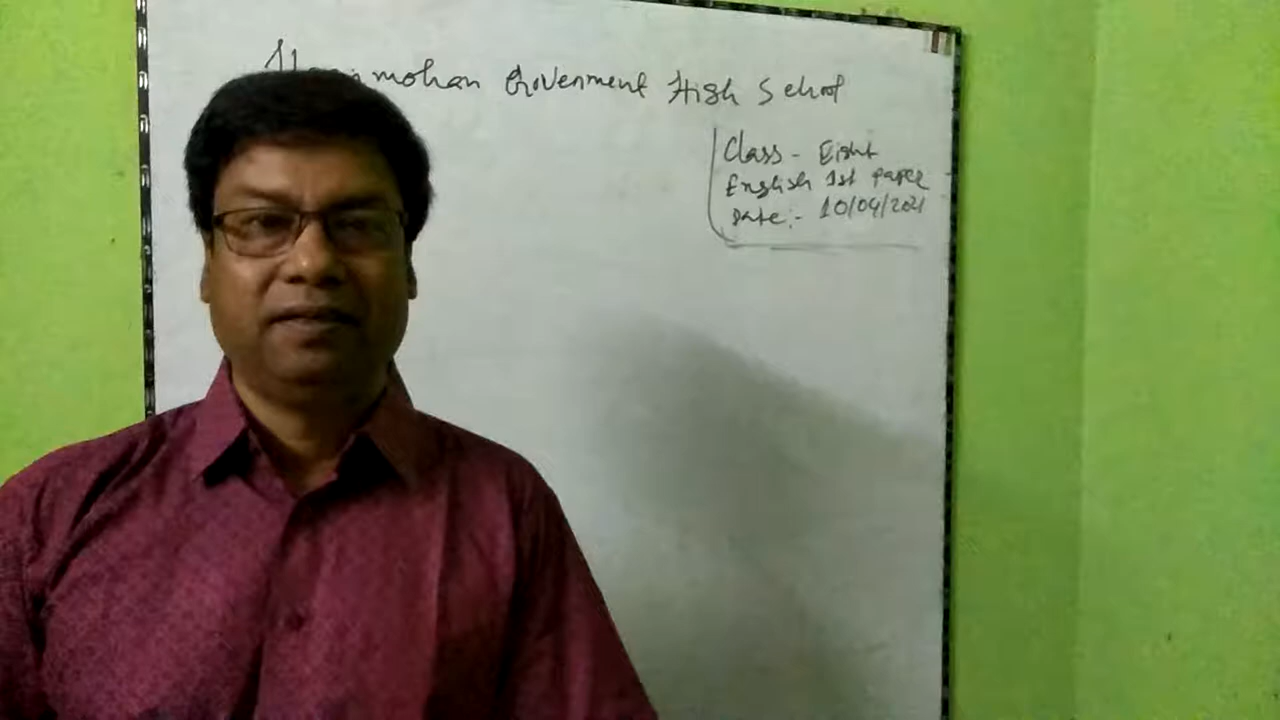 mohan Government High School
Class - Eight
English 1st paper
Date:- 10/04/2021